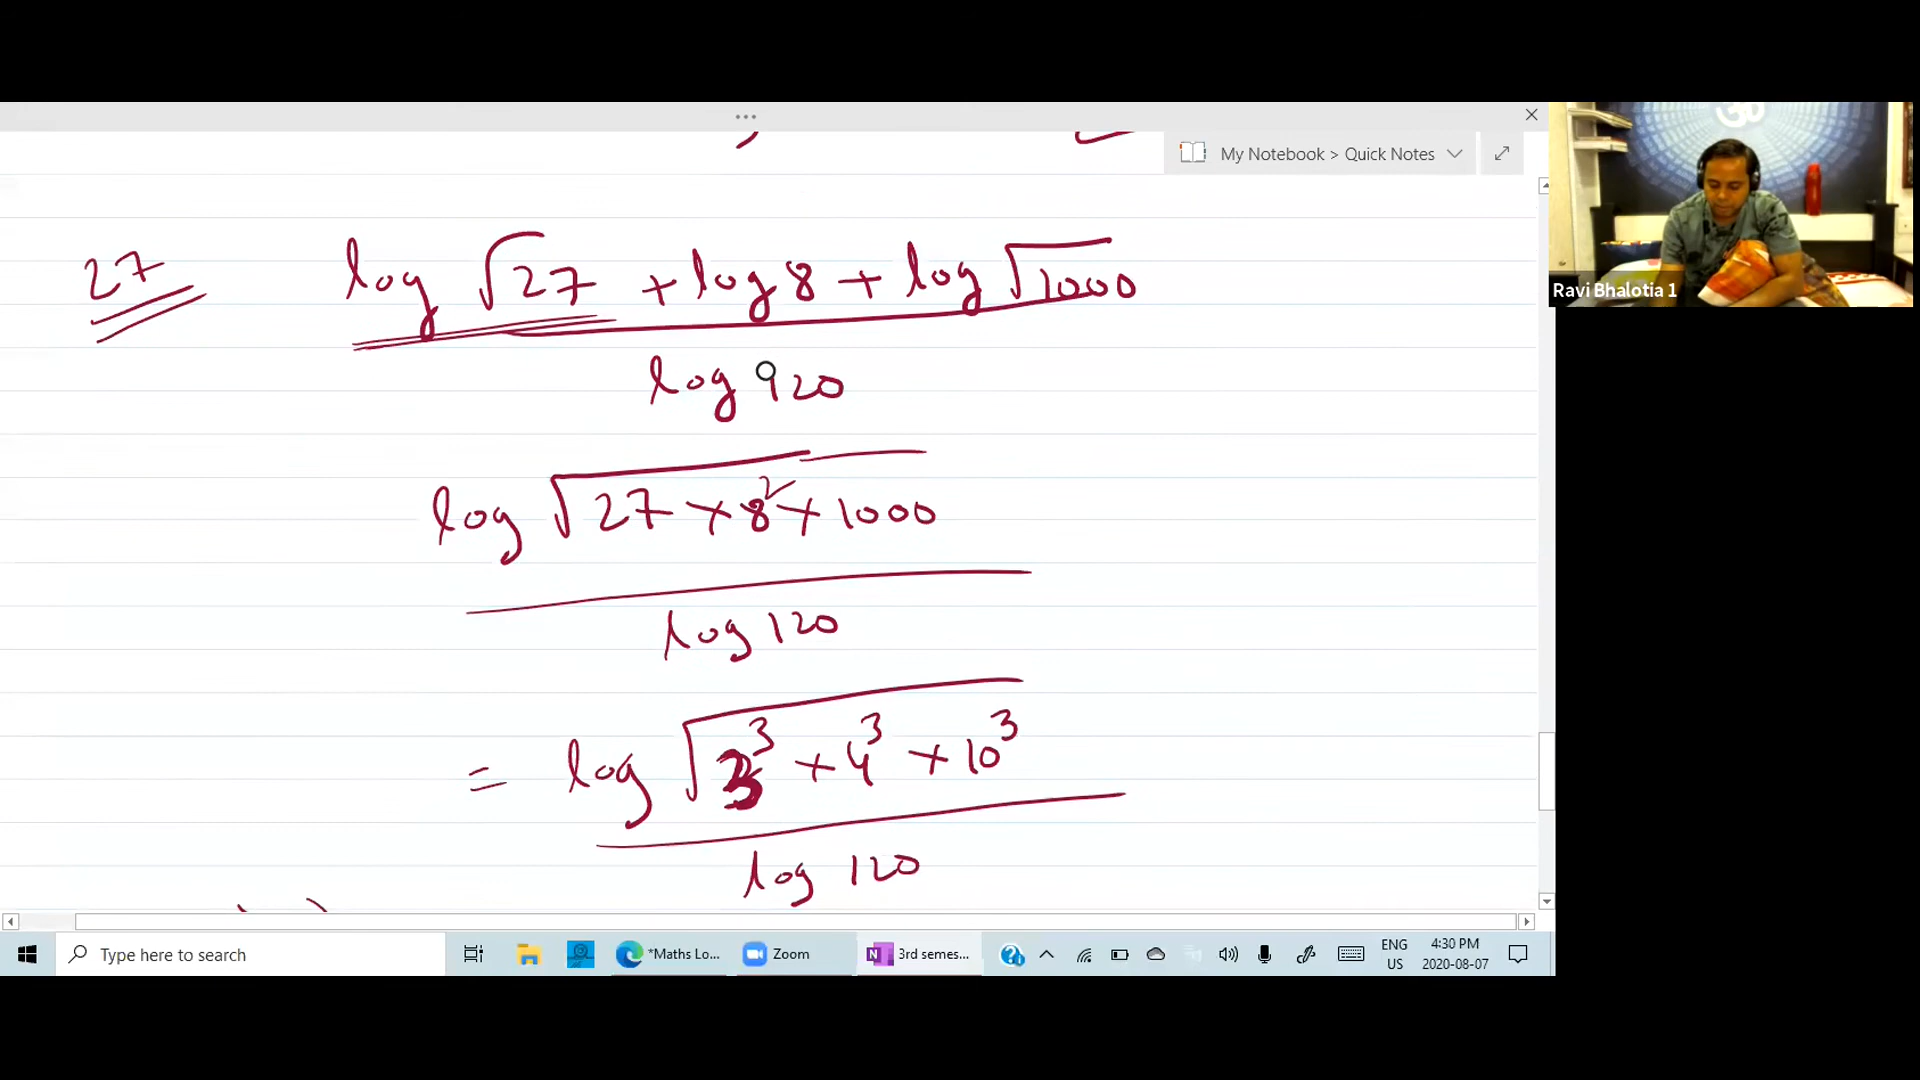 My Notebook > Quick Notes
27
log √27 + log 8 + log √1000
log 120
log √27 × 8² × 1000
log 120
= log √3³ × 4³ × 10³
log 120
Ravi Bhalotia 1
Type here to search
*Maths Lo...
Zoom
3rd semes...
ENG
US
4:30 PM
2020-08-07